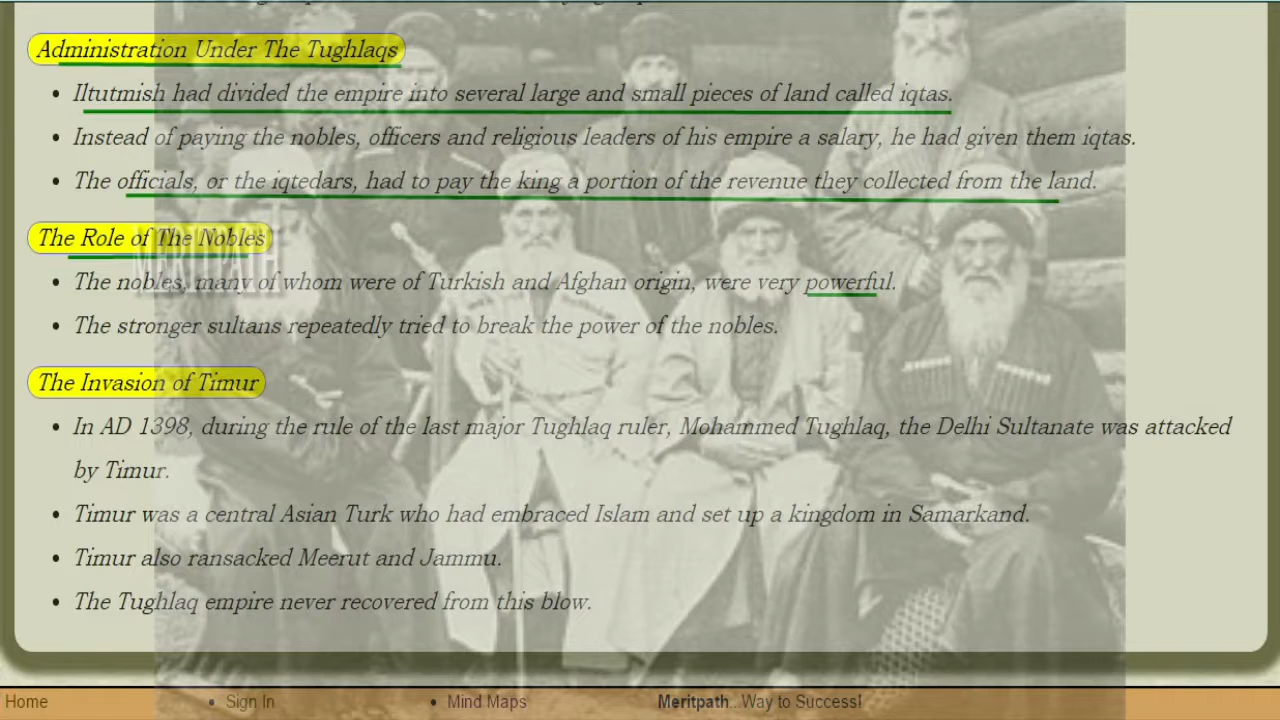 Administration Under The Tughlaqs
• Iltutmish had divided the empire into several large and small pieces of land called iqtas.
• Instead of paying the nobles, officers and religious leaders of his empire a salary, he had given them iqtas.
• The officials, or the iqtedars, had to pay the king a portion of the revenue they collected from the land.
The Role of The Nobles
MERITPATH
• The nobles, many of whom were of Turkish and Afghan origin, were very powerful.
• The stronger sultans repeatedly tried to break the power of the nobles.
The Invasion of Timur
• In AD 1398, during the rule of the last major Tughlaq ruler, Mohammed Tughlaq, the Delhi Sultanate was attacked
by Timur.
• Timur was a central Asian Turk who had embraced Islam and set up a kingdom in Samarkand.
• Timur also ransacked Meerut and Jammu.
• The Tughlaq empire never recovered from this blow.
Home • Sign In • Mind Maps Meritpath...Way to Success!